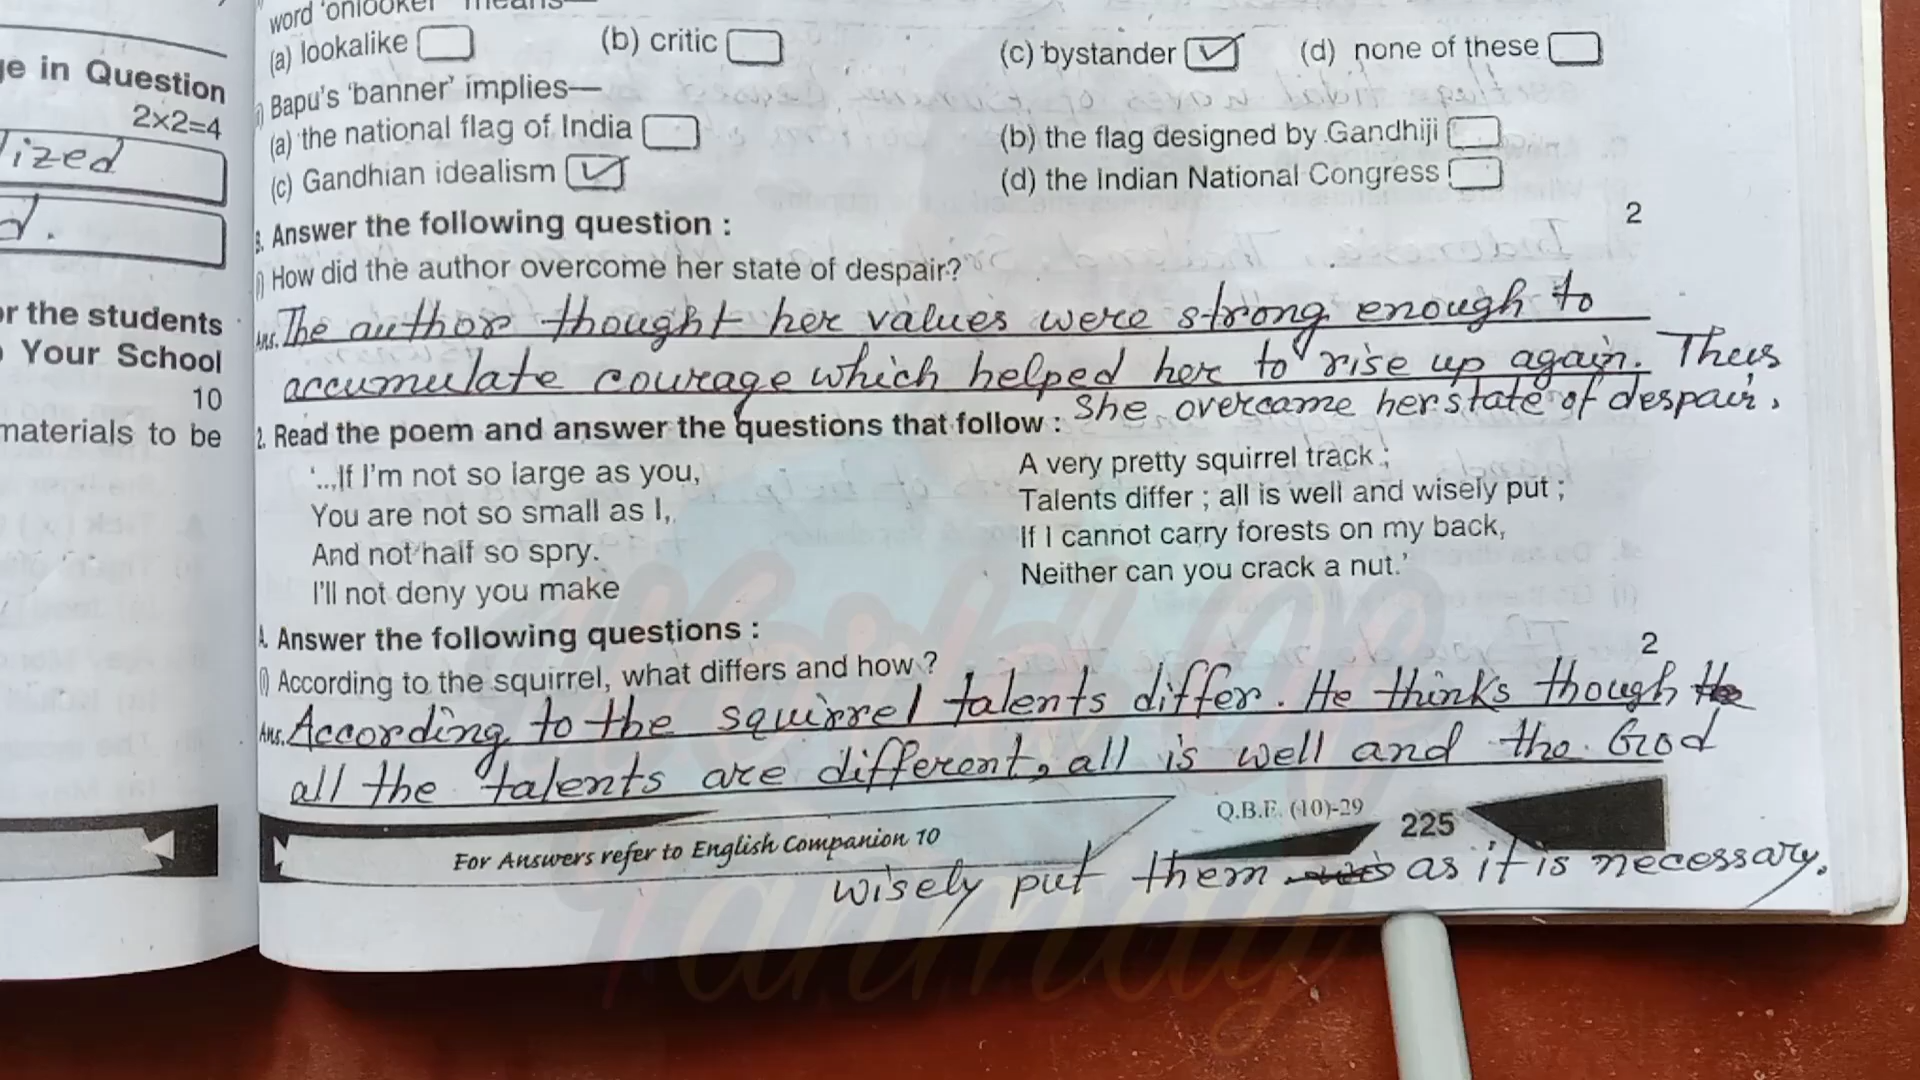 ge in Question
2×2=4
ized
d.
or the students
Your School
10
materials to be
word 'onlooker' means—
(a) lookalike (b) critic (c) bystander (d) none of these
Bapu's 'banner' implies—
(a) the national flag of India (b) the flag designed by Gandhiji
(c) Gandhian idealism (d) the Indian National Congress
B. Answer the following question : 2
(i) How did the author overcome her state of despair?
Ans. The author thought her values were strong enough to
accumulate courage which helped her to rise up again. Thus
she overcame her state of despair.
2. Read the poem and answer the questions that follow :
'...If I'm not so large as you,
You are not so small as I,
And not half so spry.
I'll not deny you make
A very pretty squirrel track ;
Talents differ ; all is well and wisely put ;
If I cannot carry forests on my back,
Neither can you crack a nut.'
A. Answer the following questions : 2
(i) According to the squirrel, what differs and how ?
Ans. According to the squirrel talents differ. He thinks though
all the talents are different, all is well and the God
wisely put them as it is necessary.
For Answers refer to English Companion 10
Q.B.E. (10)-29
225
World Of
Tanmay